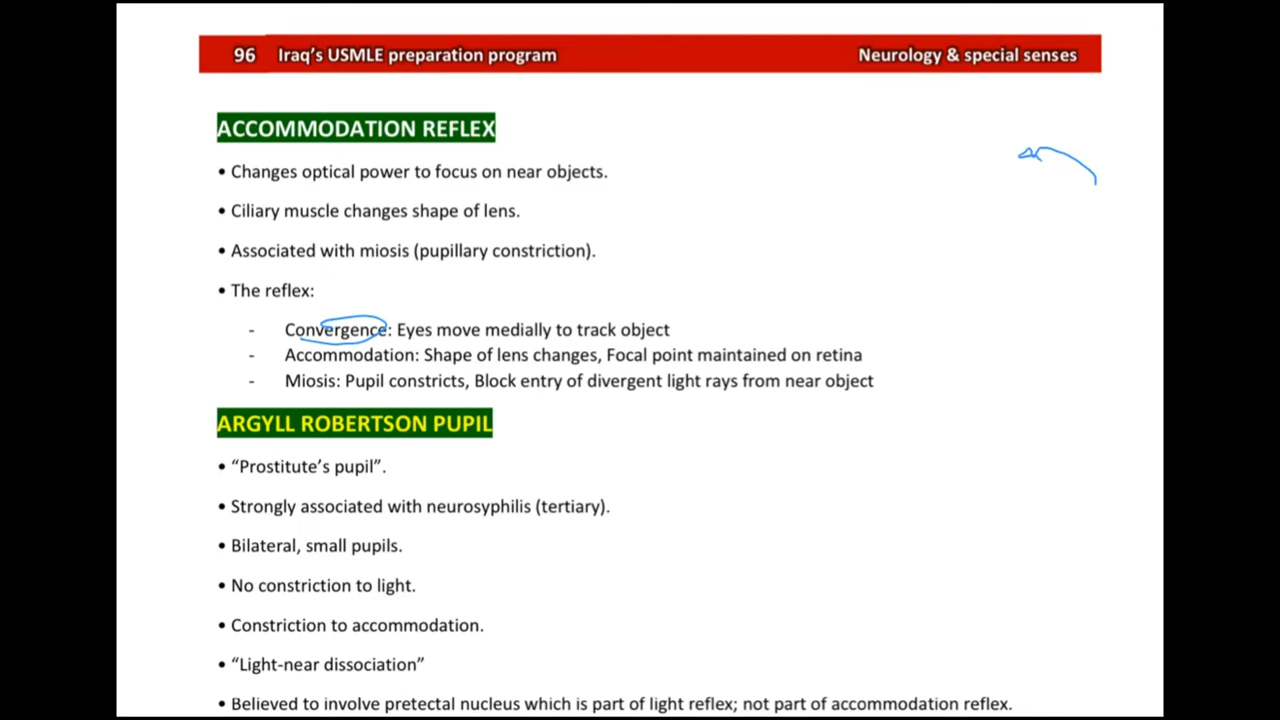 96 Iraq's USMLE preparation program Neurology & special senses
ACCOMMODATION REFLEX
• Changes optical power to focus on near objects.
• Ciliary muscle changes shape of lens.
• Associated with miosis (pupillary constriction).
• The reflex:
- Convergence: Eyes move medially to track object
- Accommodation: Shape of lens changes, Focal point maintained on retina
- Miosis: Pupil constricts, Block entry of divergent light rays from near object
ARGYLL ROBERTSON PUPIL
• “Prostitute's pupil”.
• Strongly associated with neurosyphilis (tertiary).
• Bilateral, small pupils.
• No constriction to light.
• Constriction to accommodation.
• “Light-near dissociation”
• Believed to involve pretectal nucleus which is part of light reflex; not part of accommodation reflex.